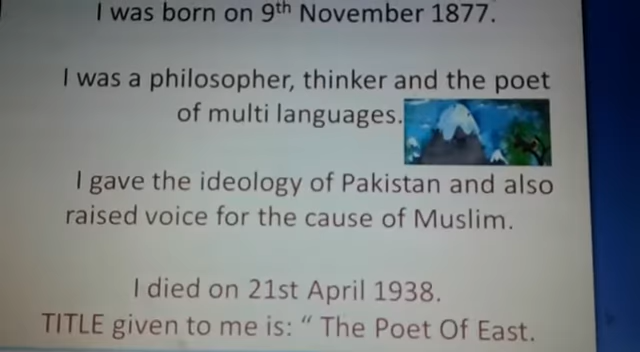 I was born on 9th November 1877.
I was a philosopher, thinker and the poet
of multi languages.
I gave the ideology of Pakistan and also
raised voice for the cause of Muslim.
I died on 21st April 1938.
TITLE given to me is: “ The Poet Of East.